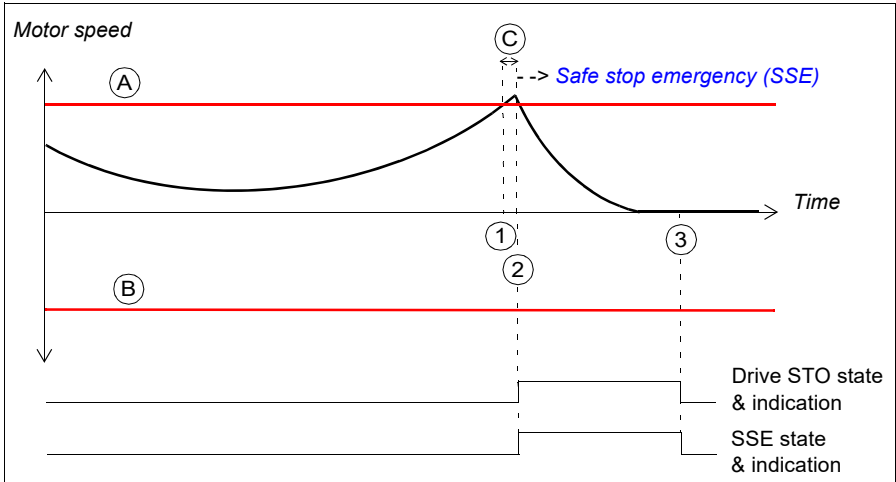 Motor speed
C
--> Safe stop emergency (SSE)
A
Time
1
3
2
B
Drive STO state
& indication
SSE state
& indication